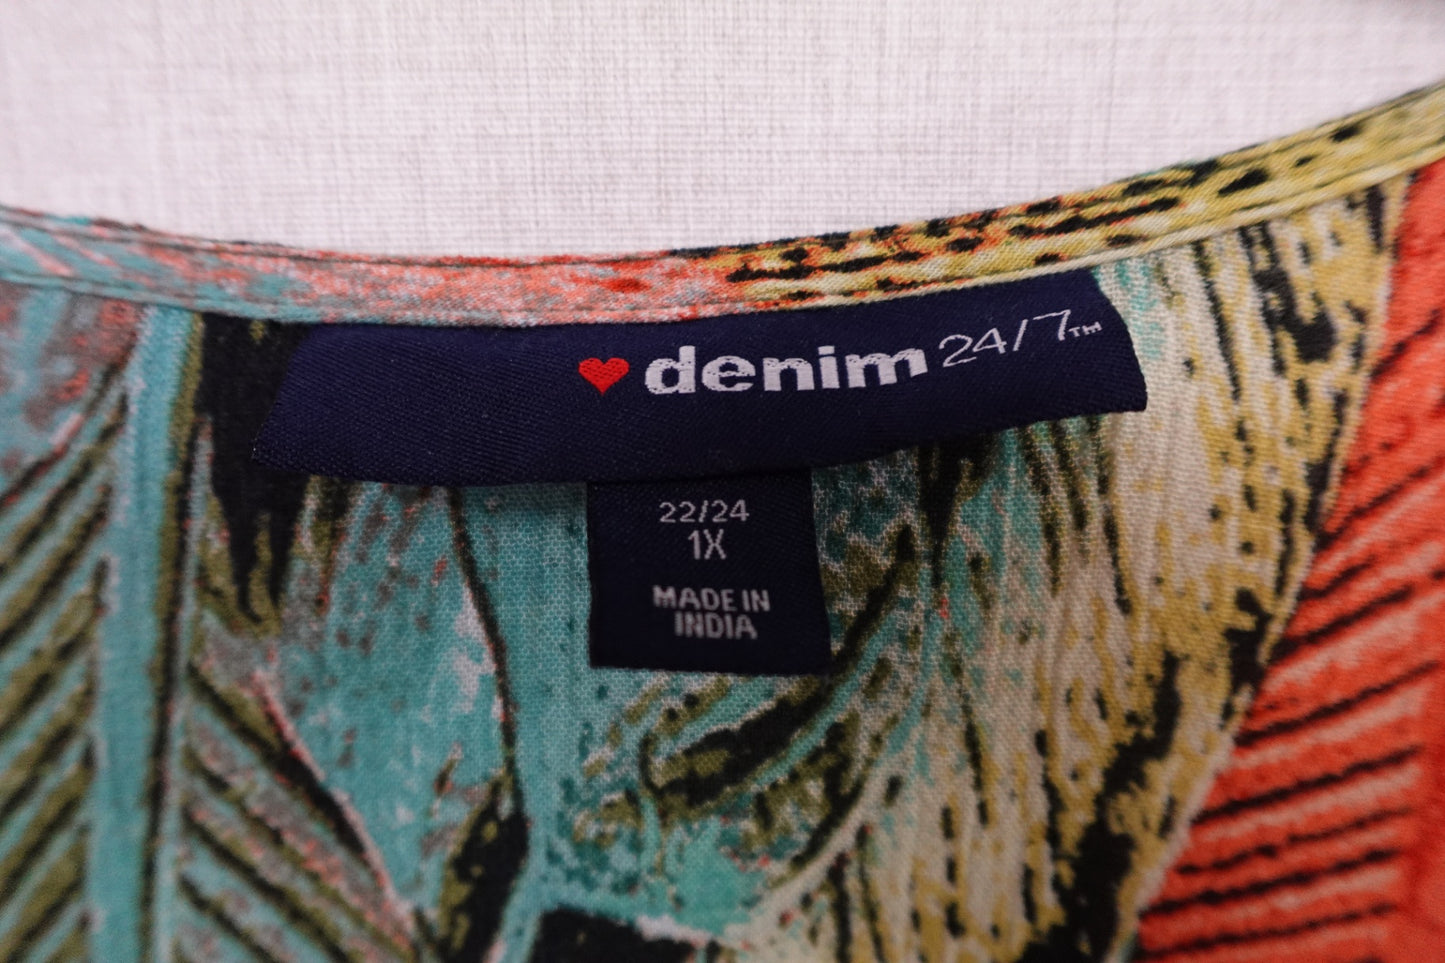 ♥ denim 24/7™
22/24
1X
MADE IN
INDIA